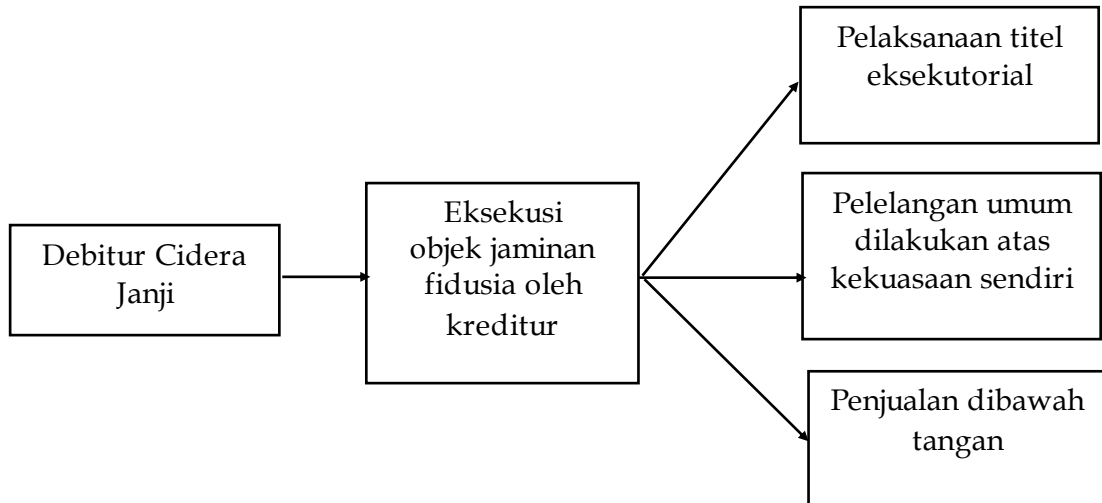 Debitur Cidera
Janji
Eksekusi
objek jaminan
fidusia oleh
kreditur
Pelaksanaan titel
eksekutorial
Pelelangan umum
dilakukan atas
kekuasaan sendiri
Penjualan dibawah
tangan